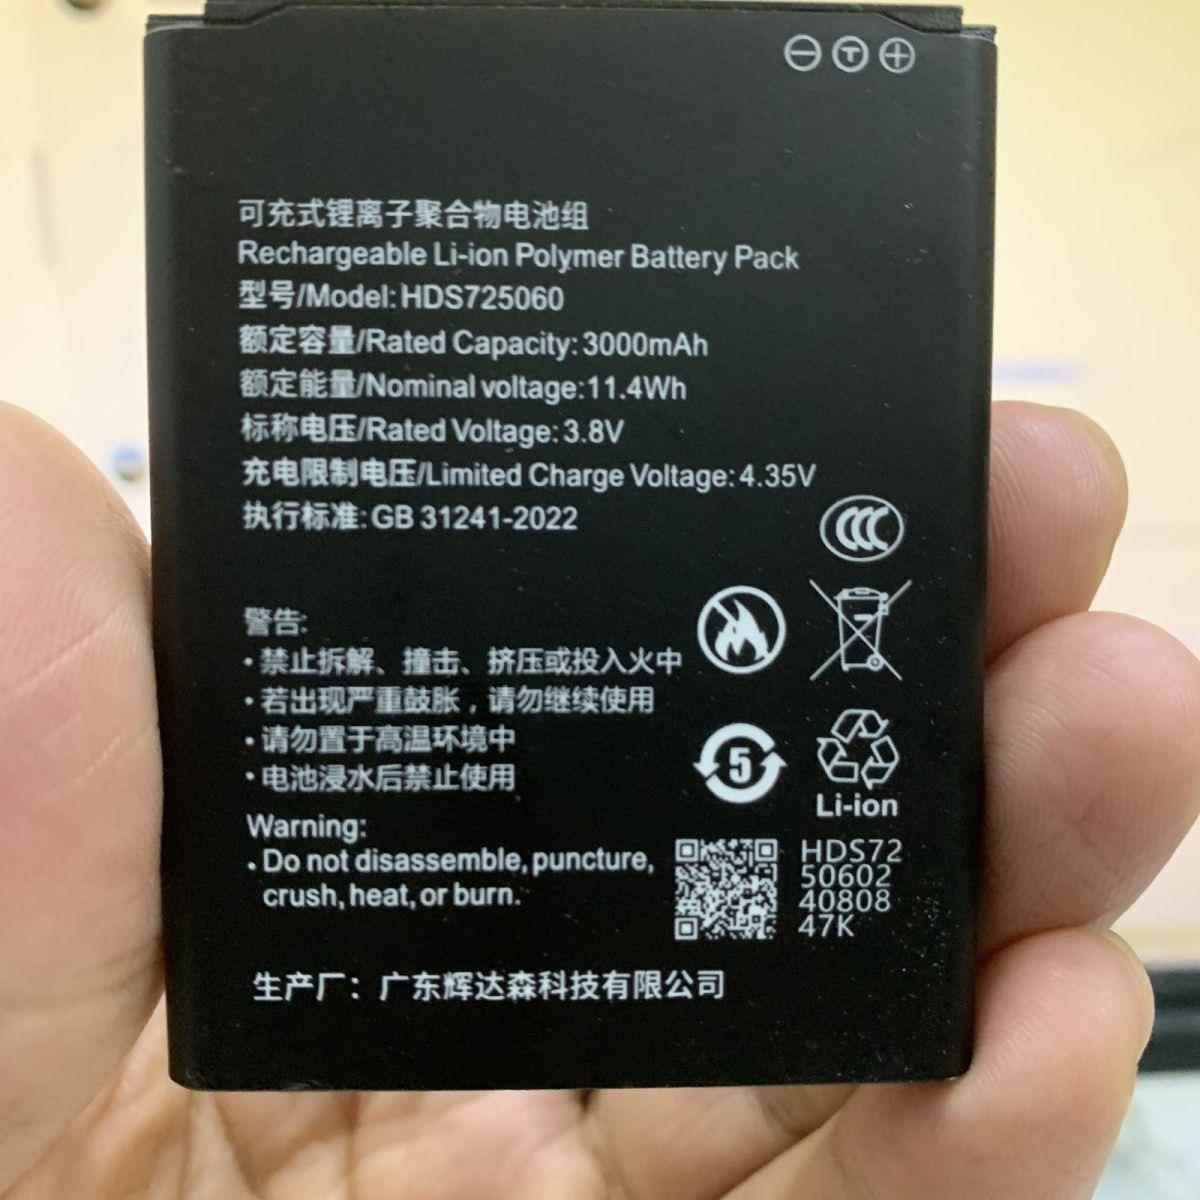 可充式锂离子聚合物电池组
Rechargeable Li-ion Polymer Battery Pack
型号/Model: HDS725060
额定容量/Rated Capacity: 3000mAh
额定能量/Nominal voltage: 11.4Wh
标称电压/Rated Voltage: 3.8V
充电限制电压/Limited Charge Voltage: 4.35V
执行标准: GB 31241-2022
CCC
警告:
• 禁止拆解、撞击、挤压或投入火中
• 若出现严重鼓胀，请勿继续使用
• 请勿置于高温环境中
• 电池浸水后禁止使用
5
Li-ion
Warning:
• Do not disassemble, puncture,
crush, heat, or burn.
HDS72
50602
40808
47K
生产厂：广东辉达森科技有限公司